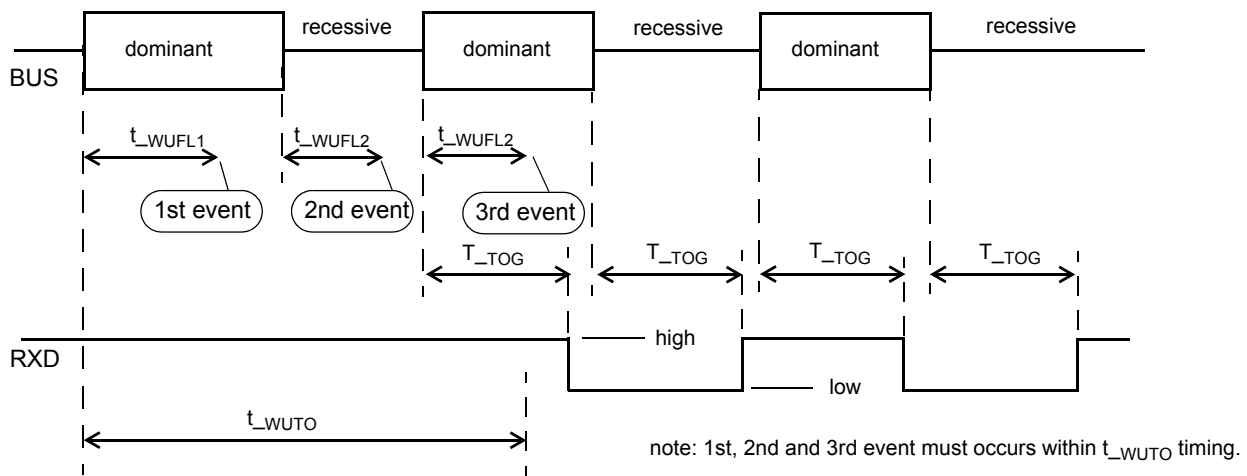 recessive
recessive
recessive
dominant
dominant
dominant
BUS
t_WUFL1
t_WUFL2
t_WUFL2
1st event
2nd event
3rd event
T_TOG
T_TOG
T_TOG
T_TOG
high
RXD
low
t_WUTO
note: 1st, 2nd and 3rd event must occurs within t_WUTO timing.